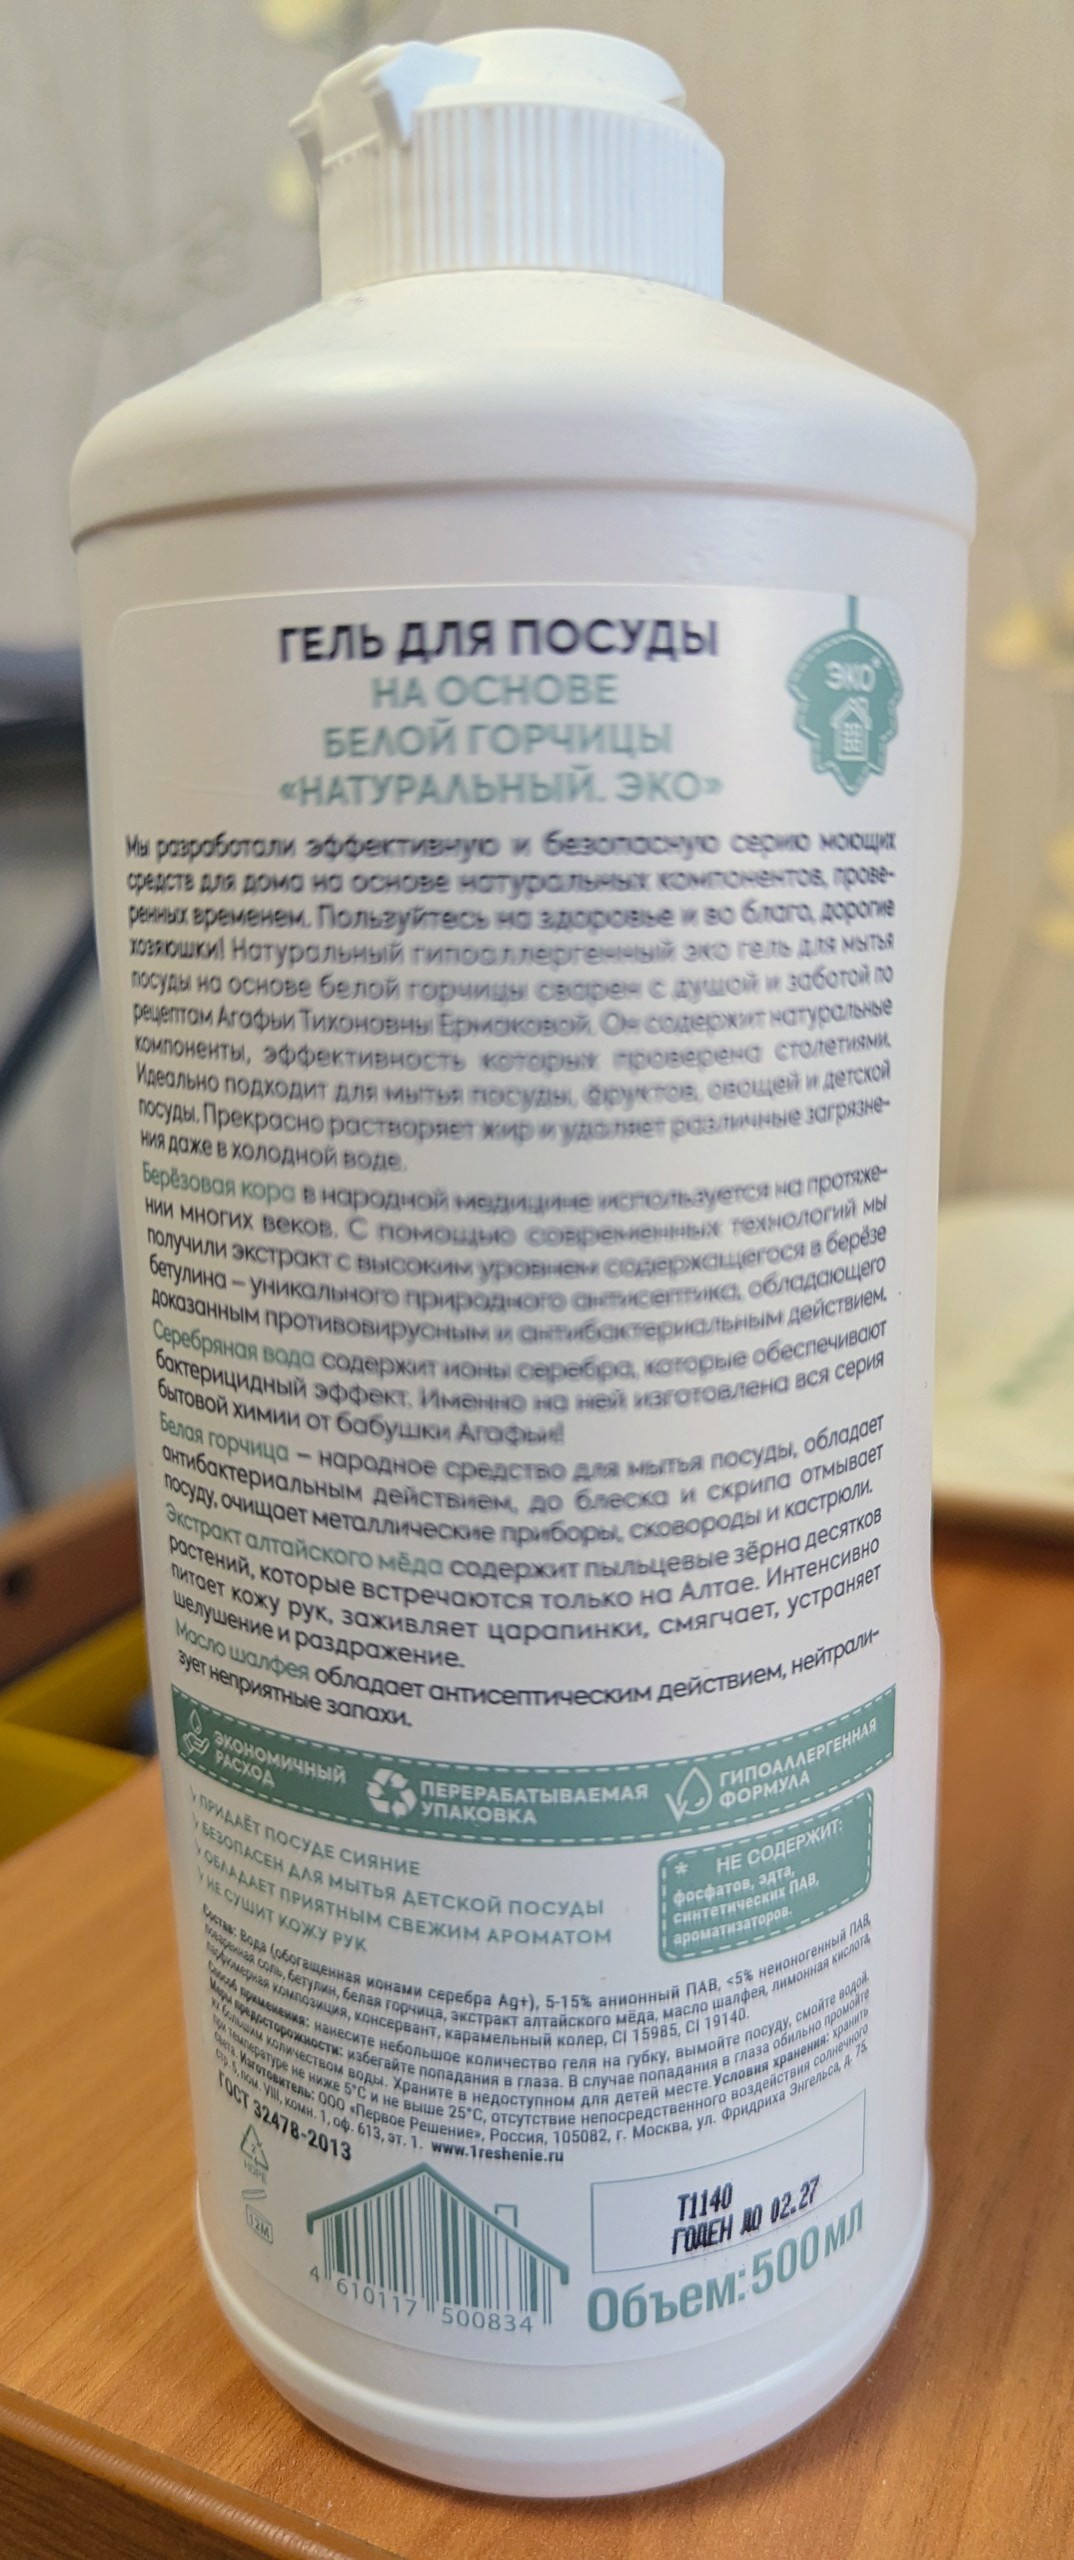 ГЕЛЬ ДЛЯ ПОСУДЫ
НА ОСНОВЕ
БЕЛОЙ ГОРЧИЦЫ
«НАТУРАЛЬНЫЙ. ЭКО»
ЭКО*
Мы разработали эффективную и безопасную серию моющих
средств для дома на основе натуральных компонентов, прове-
ренных временем. Пользуйтесь на здоровье и во благо, дорогие
хозяюшки! Натуральный гипоаллергенный эко гель для мытья
посуды на основе белой горчицы сварен с душой и заботой по
рецептам Агафьи Тихоновны Ермаковой. Он содержит натуральные
компоненты, эффективность которых проверена столетиями.
Идеально подходит для мытья посуды, фруктов, овощей и детской
посуды. Прекрасно растворяет жир и удаляет различные загрязне-
ния даже в холодной воде.
Берёзовая кора в народной медицине используется на протяже-
нии многих веков. С помощью современных технологий мы
получили экстракт с высоким уровнем содержащегося в берёзе
бетулина – уникального природного антисептика, обладающего
доказанным противовирусным и антибактериальным действием.
Серебряная вода содержит ионы серебра, которые обеспечивают
бактерицидный эффект. Именно на ней изготовлена вся серия
бытовой химии от бабушки Агафьи!
Белая горчица – народное средство для мытья посуды, обладает
антибактериальным действием, до блеска и скрипа отмывает
посуду, очищает металлические приборы, сковороды и кастрюли.
Экстракт алтайского мёда содержит пыльцевые зёрна десятков
растений, которые встречаются только на Алтае. Интенсивно
питает кожу рук, заживляет царапинки, смягчает, устраняет
шелушение и раздражение.
Масло шалфея обладает антисептическим действием, нейтрали-
зует неприятные запахи.
ЭКОНОМИЧНЫЙ
РАСХОД
ПЕРЕРАБАТЫВАЕМАЯ
УПАКОВКА
ГИПОАЛЛЕРГЕННАЯ
ФОРМУЛА
ПРИДАЁТ ПОСУДЕ СИЯНИЕ
БЕЗОПАСЕН ДЛЯ МЫТЬЯ ДЕТСКОЙ ПОСУДЫ
ОБЛАДАЕТ ПРИЯТНЫМ СВЕЖИМ АРОМАТОМ
НЕ СУШИТ КОЖУ РУК
* НЕ СОДЕРЖИТ:
фосфатов, эдта,
синтетических ПАВ,
ароматизаторов.
Состав: Вода (обогащенная ионами серебра Ag+), 5-15% анионный ПАВ, <5% неионогенный ПАВ,
поваренная соль, бетулин, белая горчица, экстракт алтайского мёда, масло шалфея, лимонная кислота,
парфюмерная композиция, консервант, карамельный колер, CI 15985, CI 19140.
Способ применения: нанесите небольшое количество геля на губку, вымойте посуду, смойте водой.
Меры предосторожности: избегайте попадания в глаза. В случае попадания в глаза обильно промойте
их большим количеством воды. Храните в недоступном для детей месте. Условия хранения: хранить
при температуре не ниже 5°С и не выше 25°С, отсутствие непосредственного воздействия солнечного
света. Изготовитель: ООО «Первое Решение», Россия, 105082, г. Москва, ул. Фридриха Энгельса, д. 75,
стр. 5, пом. VIII, комн. 1, оф. 613, эт. 1. www.1reshenie.ru
ГОСТ 32478-2013
2
HDPE
12M
4 610117 500834
T1140
ГОДЕН ДО 02.27
Объем: 500 мл